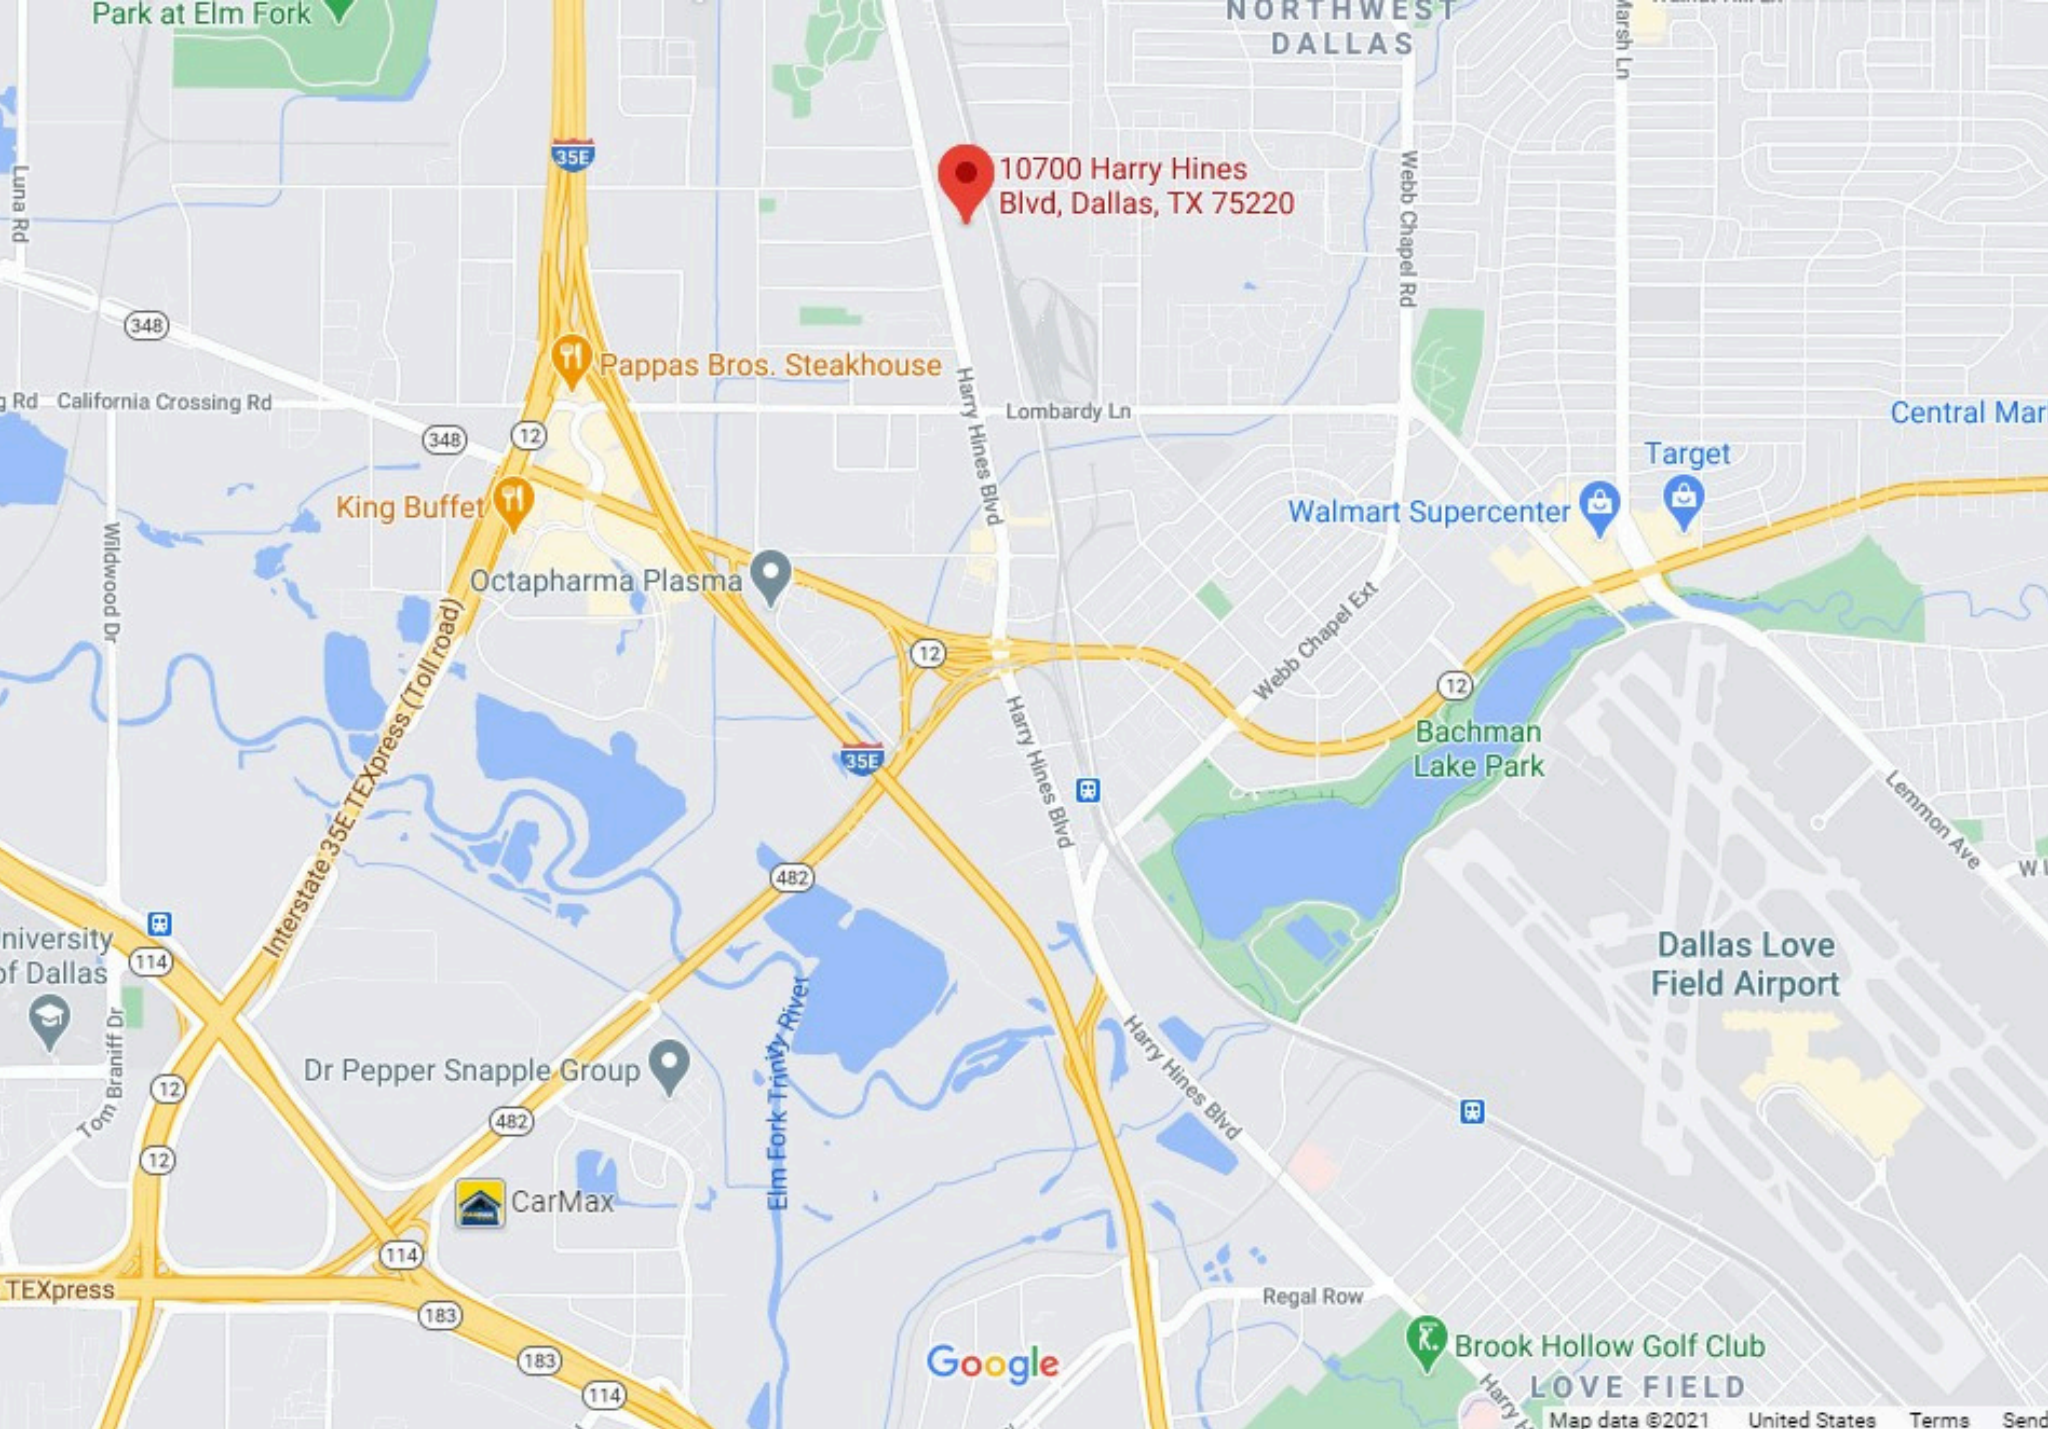 Park at Elm Fork
NORTHWEST
DALLAS
Marsh Ln
35E
10700 Harry Hines
Blvd, Dallas, TX 75220
Luna Rd
Webb Chapel Rd
348
Pappas Bros. Steakhouse
g Rd
California Crossing Rd
Harry Hines Blvd
Lombardy Ln
Central Mar
348
12
Target
King Buffet
Walmart Supercenter
Wildwood Dr
Octapharma Plasma
Webb Chapel Ext
12
12
Interstate 35E TEXpress (Toll road)
Harry Hines Blvd
Bachman
Lake Park
35E
Lemmon Ave
482
niversity
of Dallas
114
Dallas Love
Field Airport
Elm Fork Trinity River
Tom Braniff Dr
Harry Hines Blvd
Dr Pepper Snapple Group
12
482
12
CarMax
114
TEXpress
183
Regal Row
183
114
Google
Brook Hollow Golf Club
LOVE FIELD
Harry H
Map data ©2021
United States
Terms
Send